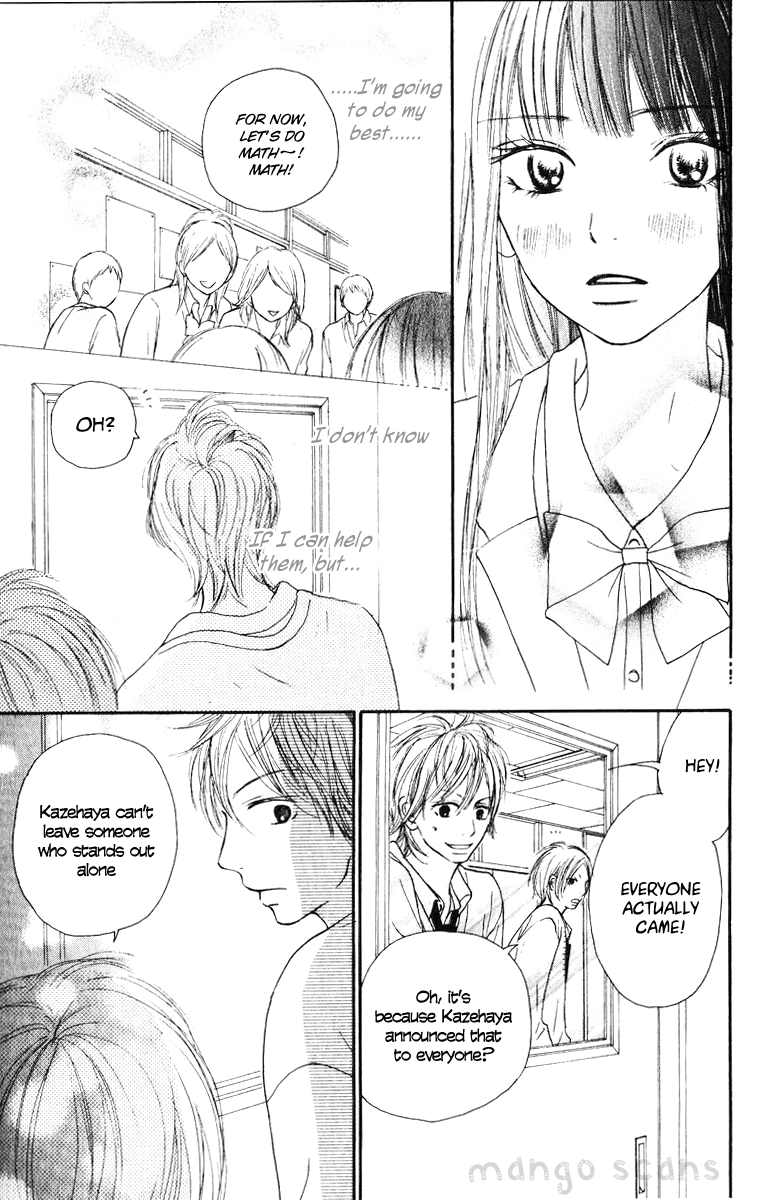 .....I'm going
to do my
best......
FOR NOW,
LET'S DO
MATH~!
MATH!
OH?
I don't know
If I can help
them, but...
HEY!
EVERYONE
ACTUALLY
CAME!
Oh, it's
because Kazehaya
announced that
to everyone?
Kazehaya can't
leave someone
who stands out
alone
mango scans